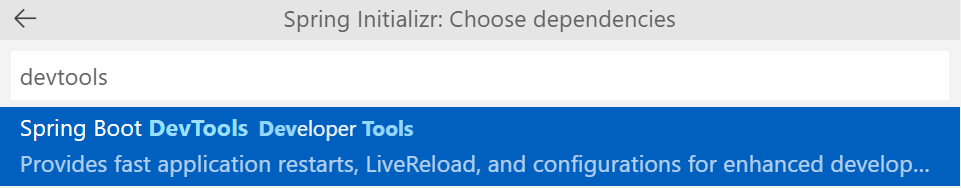 Spring Initializr: Choose dependencies
devtools
Spring Boot DevTools Developer Tools
Provides fast application restarts, LiveReload, and configurations for enhanced develop...